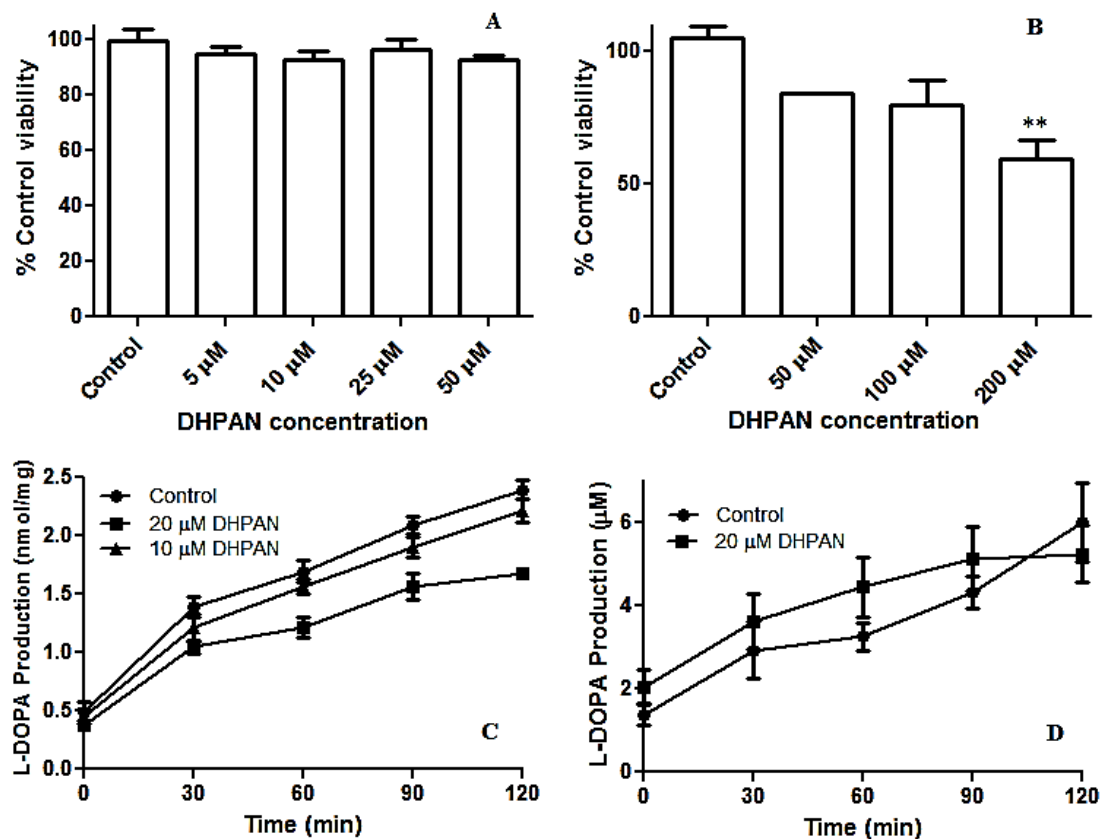 A
% Control viability
100
80
60
40
20
0
Control
5 μM
10 μM
25 μM
50 μM
DHPAN concentration
B
% Control viability
100
50
0
**
Control
50 μM
100 μM
200 μM
DHPAN concentration
L-DOPA Production (nmol/mg)
2.5
2.0
1.5
1.0
0.5
0.0
Control
20 μM DHPAN
10 μM DHPAN
C
0 30 60 90 120
Time (min)
L-DOPA Production (μM)
6
4
2
0
Control
20 μM DHPAN
D
0 30 60 90 120
Time (min)